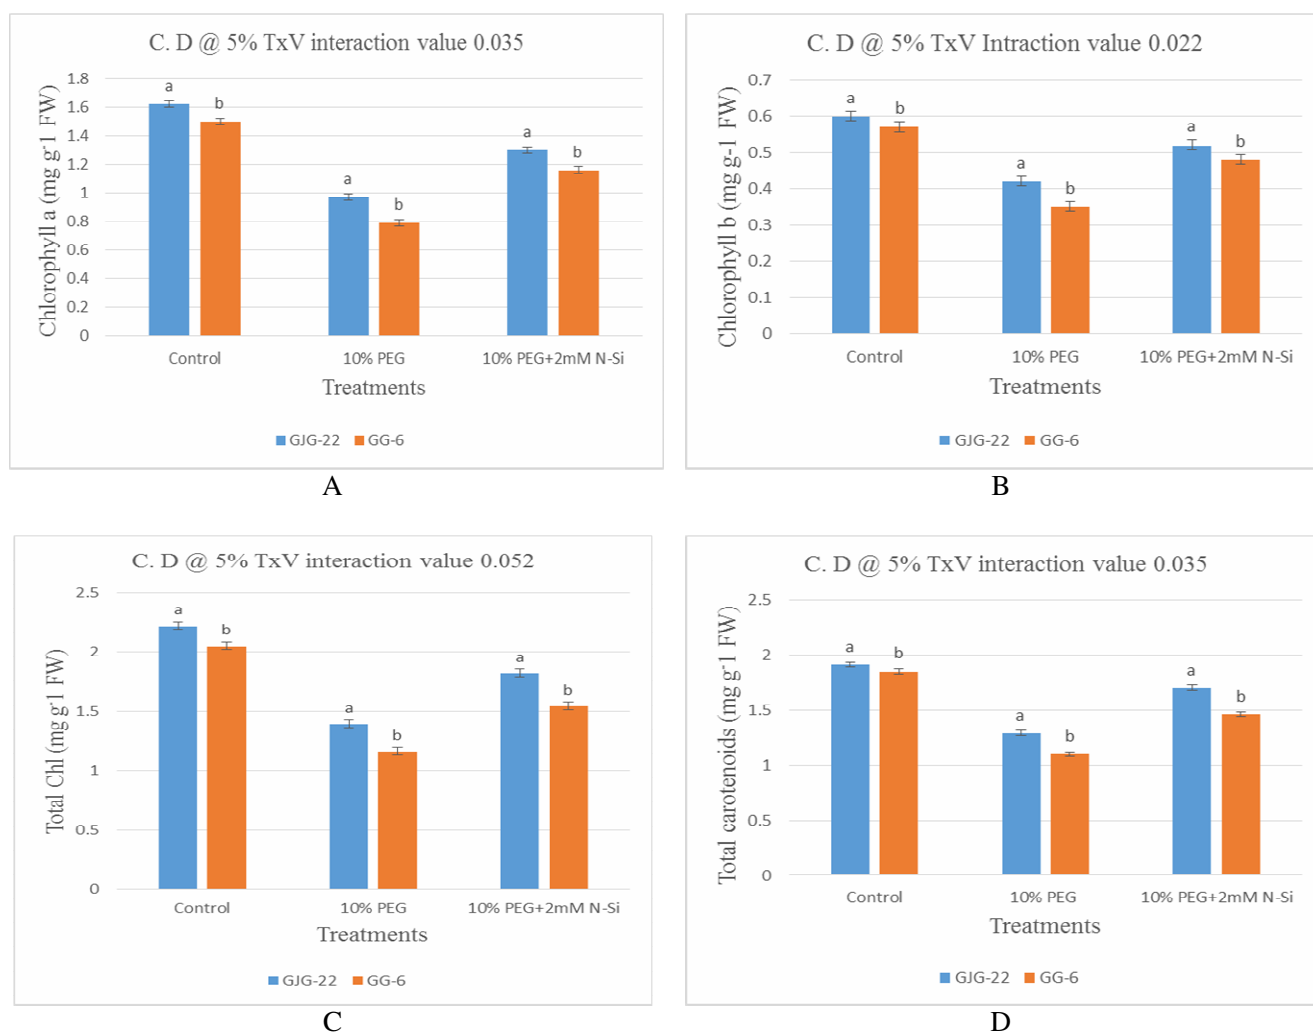 C. D @ 5% TxV interaction value 0.035
Chlorophyll a (mg g-1 FW)
1.8
1.6
1.4
1.2
1
0.8
0.6
0.4
0.2
0
a
b
a
b
a
b
Control
10% PEG
10% PEG+2mM N-Si
Treatments
GJG-22
GG-6
A
C. D @ 5% TxV Intraction value 0.022
Chlorophyll b (mg g-1 FW)
0.7
0.6
0.5
0.4
0.3
0.2
0.1
0
a
b
a
b
a
b
Control
10% PEG
10% PEG+2mM N-Si
Treatments
GJG-22
GG-6
B
C. D @ 5% TxV interaction value 0.052
Total Chl (mg g-1 FW)
2.5
2
1.5
1
0.5
0
a
b
a
b
a
b
Control
10% PEG
10% PEG+2mM N-Si
Treatments
GJG-22
GG-6
C
C. D @ 5% TxV interaction value 0.035
Total carotenoids (mg g-1 FW)
2.5
2
1.5
1
0.5
0
a
b
a
b
a
b
Control
10% PEG
10% PEG+2mM N-Si
Treatments
GJG-22
GG-6
D